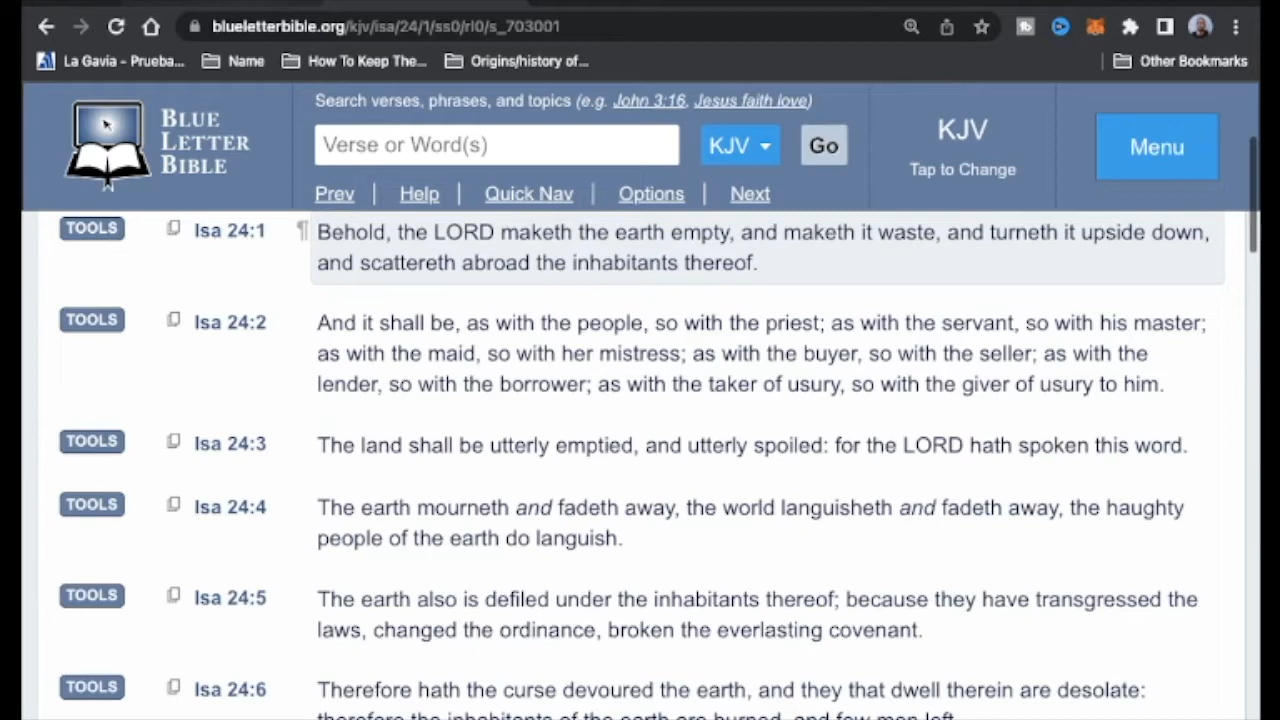 blueletterbible.org/kjv/isa/24/1/ss0/rl0/s_703001
La Gavia – Prueba... Name How To Keep The... Origins/history of... Other Bookmarks
BLUE
LETTER
BIBLE
Search verses, phrases, and topics (e.g. John 3:16, Jesus faith love)
Verse or Word(s) KJV Go
Prev | Help | Quick Nav | Options | Next
KJV
Tap to Change
Menu
TOOLS Isa 24:1 ¶ Behold, the LORD maketh the earth empty, and maketh it waste, and turneth it upside down,
and scattereth abroad the inhabitants thereof.
TOOLS Isa 24:2 And it shall be, as with the people, so with the priest; as with the servant, so with his master;
as with the maid, so with her mistress; as with the buyer, so with the seller; as with the
lender, so with the borrower; as with the taker of usury, so with the giver of usury to him.
TOOLS Isa 24:3 The land shall be utterly emptied, and utterly spoiled: for the LORD hath spoken this word.
TOOLS Isa 24:4 The earth mourneth and fadeth away, the world languisheth and fadeth away, the haughty
people of the earth do languish.
TOOLS Isa 24:5 The earth also is defiled under the inhabitants thereof; because they have transgressed the
laws, changed the ordinance, broken the everlasting covenant.
TOOLS Isa 24:6 Therefore hath the curse devoured the earth, and they that dwell therein are desolate:
therefore the inhabitants of the earth are burned, and few men left.